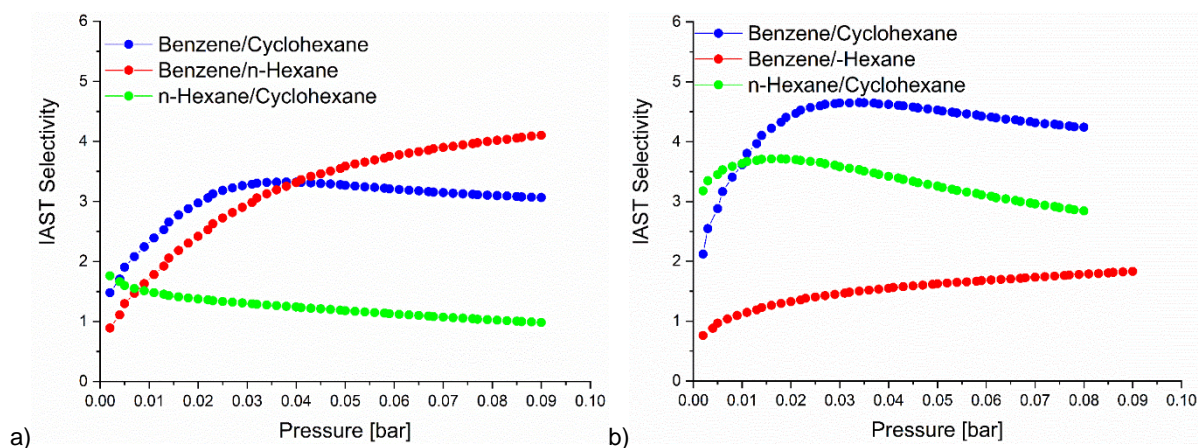 6
5
4
3
2
1
0
IAST Selectivity
Benzene/Cyclohexane
Benzene/n-Hexane
n-Hexane/Cyclohexane
0.00 0.01 0.02 0.03 0.04 0.05 0.06 0.07 0.08 0.09 0.10
Pressure [bar]
a)
6
5
4
3
2
1
0
IAST Selectivity
Benzene/Cyclohexane
Benzene/-Hexane
n-Hexane/Cyclohexane
0.00 0.01 0.02 0.03 0.04 0.05 0.06 0.07 0.08 0.09 0.10
Pressure [bar]
b)